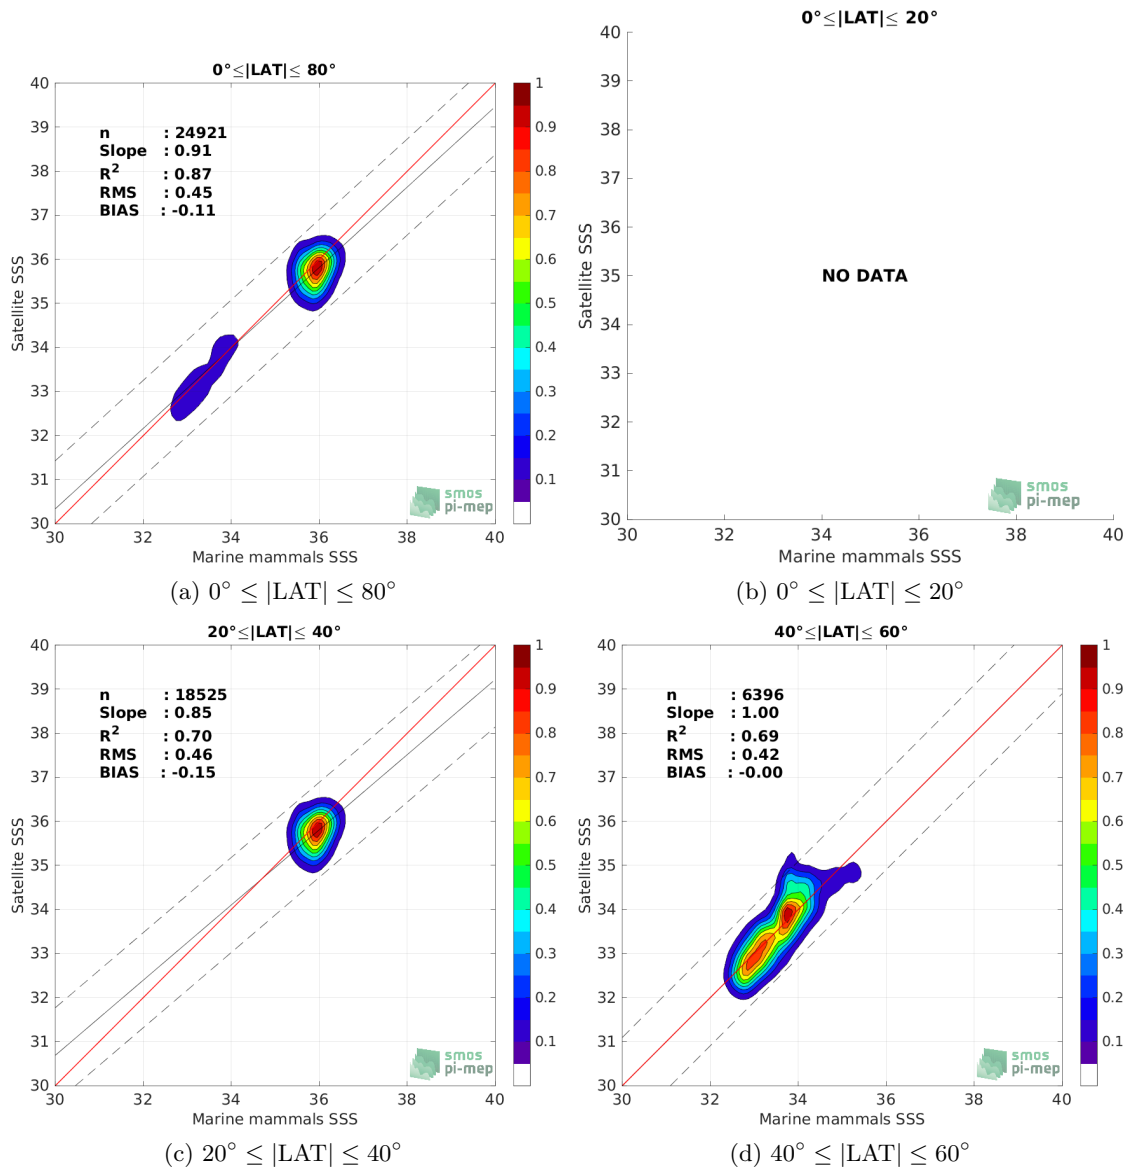 0°≤|LAT|≤ 80°
40
39
38
37
36
35
34
33
32
31
30
30
32
34
36
38
40
Satellite SSS
Marine mammals SSS
n : 24921
Slope : 0.91
R² : 0.87
RMS : 0.45
BIAS : -0.11
smos
pi-mep
1
0.9
0.8
0.7
0.6
0.5
0.4
0.3
0.2
0.1
(a) 0° ≤ |LAT| ≤ 80°
0°≤|LAT|≤ 20°
40
39
38
37
36
35
34
33
32
31
30
30
32
34
36
38
40
Satellite SSS
Marine mammals SSS
NO DATA
smos
pi-mep
(b) 0° ≤ |LAT| ≤ 20°
20°≤|LAT|≤ 40°
40
39
38
37
36
35
34
33
32
31
30
30
32
34
36
38
40
Satellite SSS
Marine mammals SSS
n : 18525
Slope : 0.85
R² : 0.70
RMS : 0.46
BIAS : -0.15
smos
pi-mep
1
0.9
0.8
0.7
0.6
0.5
0.4
0.3
0.2
0.1
(c) 20° ≤ |LAT| ≤ 40°
40°≤|LAT|≤ 60°
40
39
38
37
36
35
34
33
32
31
30
30
32
34
36
38
40
Satellite SSS
Marine mammals SSS
n : 6396
Slope : 1.00
R² : 0.69
RMS : 0.42
BIAS : -0.00
smos
pi-mep
1
0.9
0.8
0.7
0.6
0.5
0.4
0.3
0.2
0.1
(d) 40° ≤ |LAT| ≤ 60°